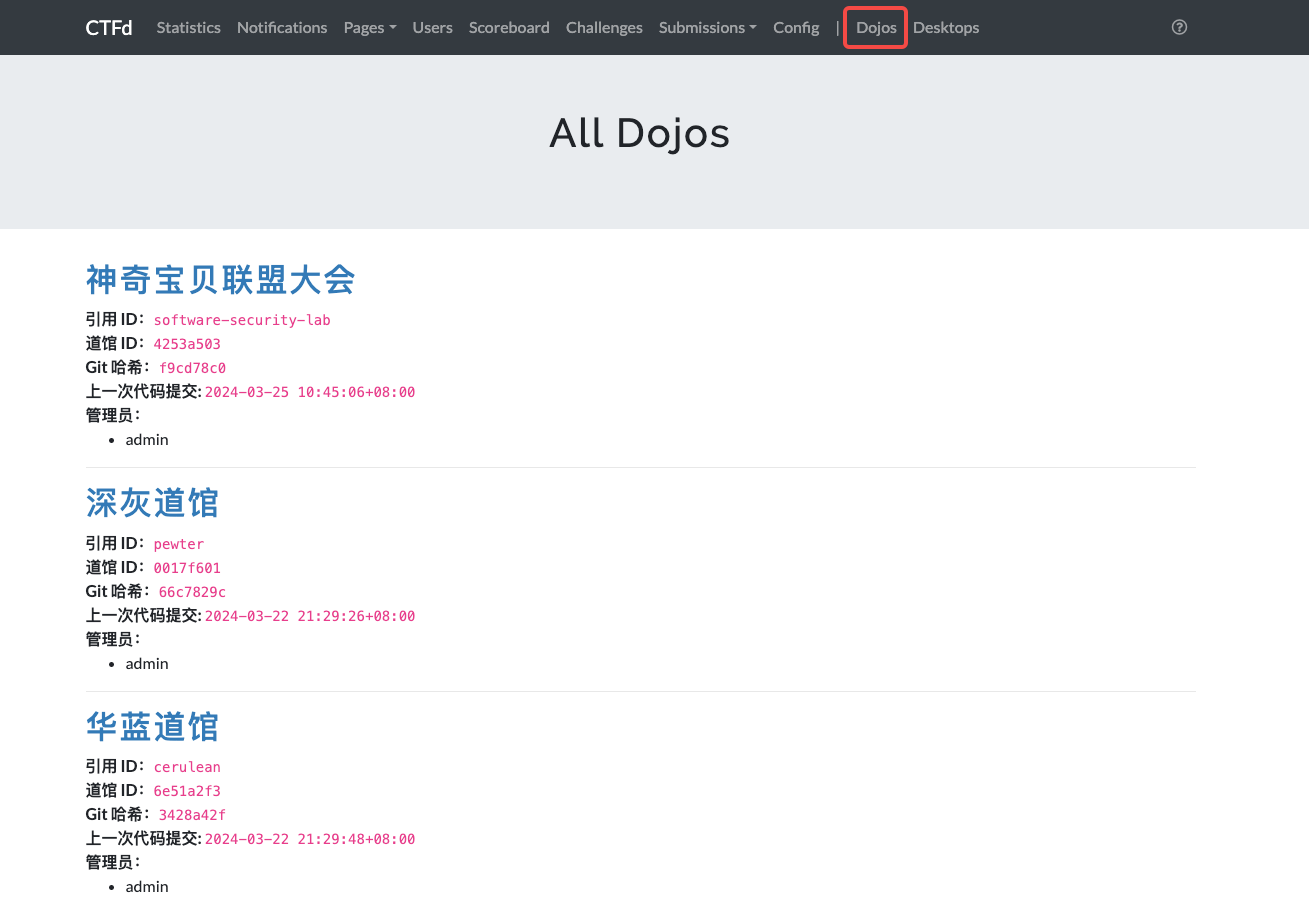 CTFd Statistics Notifications Pages Users Scoreboard Challenges Submissions Config | Dojos Desktops
All Dojos
神奇宝贝联盟大会
引用 ID： software-security-lab
道馆 ID： 4253a503
Git 哈希： f9cd78c0
上一次代码提交: 2024-03-25 10:45:06+08:00
管理员：
• admin
深灰道馆
引用 ID： pewter
道馆 ID： 0017f601
Git 哈希： 66c7829c
上一次代码提交: 2024-03-22 21:29:26+08:00
管理员：
• admin
华蓝道馆
引用 ID： cerulean
道馆 ID： 6e51a2f3
Git 哈希： 3428a42f
上一次代码提交: 2024-03-22 21:29:48+08:00
管理员：
• admin